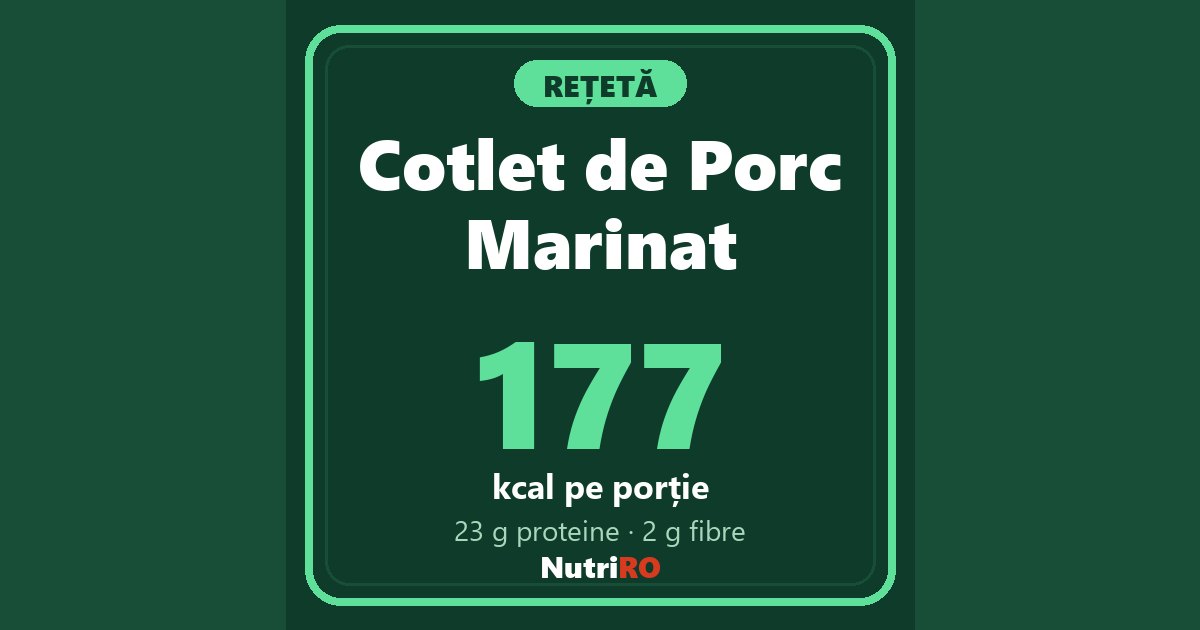 REȚETĂ
Cotlet de Porc
Marinat
177
kcal pe porție
23 g proteine · 2 g fibre
NutriRO